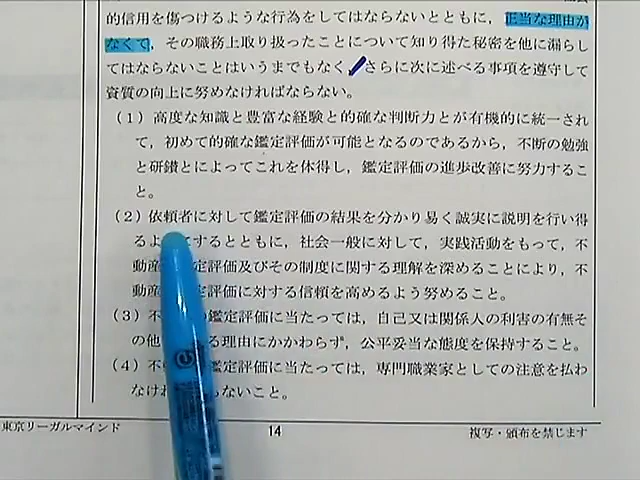 的信用を傷つけるような行為をしてはならないとともに，正当な理由が
なくて，その職務上取り扱ったことについて知り得た秘密を他に漏らし
てはならないことはいうまでもなく，さらに次に述べる事項を遵守して
資質の向上に努めなければならない。
（1）高度な知識と豊富な経験と的確な判断力とが有機的に統一され
て，初めて的確な鑑定評価が可能となるのであるから，不断の勉強
と研鑽とによってこれを体得し，鑑定評価の進歩改善に努力するこ
と。
（2）依頼者に対して鑑定評価の結果を分かり易く誠実に説明を行い得
るよ にするとともに，社会一般に対して，実践活動をもって，不
動産 定評価及びその制度に関する理解を深めることにより，不
動産 定評価に対する信頼を高めるよう努めること。
（3）不 鑑定評価に当たっては，自己又は関係人の利害の有無そ
の他 る理由にかかわらず，公平妥当な態度を保持すること。
（4）不 鑑定評価に当たっては，専門職業家としての注意を払わ
なけ もないこと。
東京リーガルマインド
14
複写・頒布を禁じます